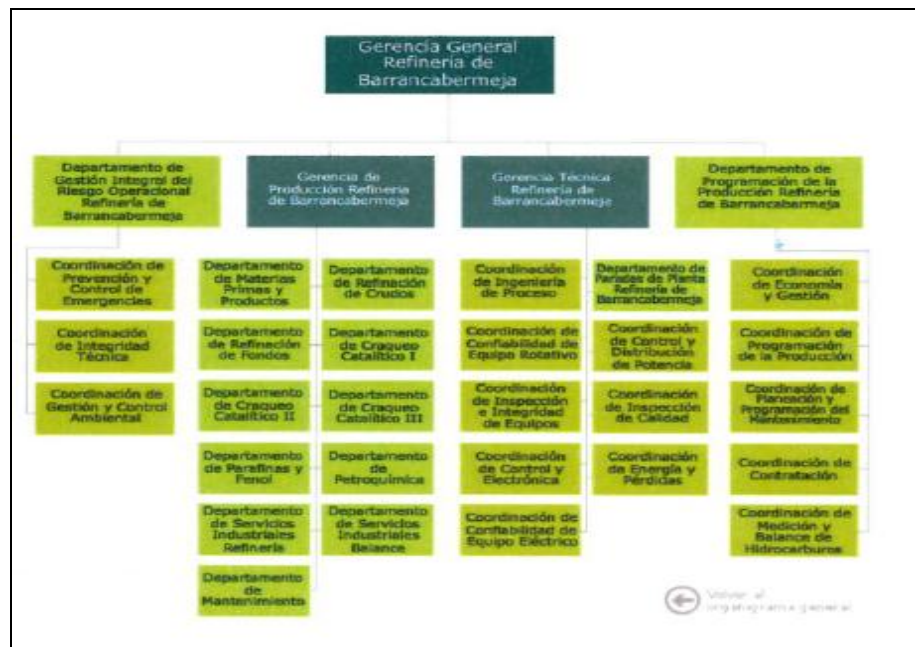 Gerencia General
Refinería de
Barrancabermeja
Departamento de
Gestión Integral del
Riesgo Operacional
Refinería de
Barrancabermeja
Gerencia de
Producción Refinería
de Barrancabermeja
Gerencia Técnica
Refinería de
Barrancabermeja
Departamento de
Programación de la
Producción Refinería
de Barrancabermeja
Coordinación de
Prevención y
Control de
Emergencias
Coordinación
de Integridad
Técnica
Coordinación de
Gestión y Control
Ambiental
Departamento
de Materias
Primas y
Productos
Departamento
de Refinación
de Crudos
Departamento
de Refinación
de Fondos
Departamento
de Craqueo
Catalítico I
Departamento
de Craqueo
Catalítico II
Departamento
de Craqueo
Catalítico III
Departamento
de Parafinas y
Fenol
Departamento
de
Petroquímica
Departamento
de Servicios
Industriales
Refinería
Departamento
de Servicios
Industriales
Balance
Departamento
de
Mantenimiento
Coordinación
de Ingeniería
de Proceso
Departamento de
Paradas de Planta
Refinería de
Barrancabermeja
Coordinación de
Confiabilidad de
Equipo Rotativo
Coordinación
de Control y
Distribución
de Potencia
Coordinación
de Inspección
e Integridad
de Equipos
Coordinación
de Inspección
de Calidad
Coordinación
de Control y
Electrónica
Coordinación
de Energía y
Pérdidas
Coordinación de
Confiabilidad de
Equipo Eléctrico
Coordinación
de Economía
y Gestión
Coordinación de
Programación
de la Producción
Coordinación de
Planeación y
Programación del
Mantenimiento
Coordinación de
Contratación
Coordinación de
Medición y
Balance de
Hidrocarburos
Volver al
organigrama general